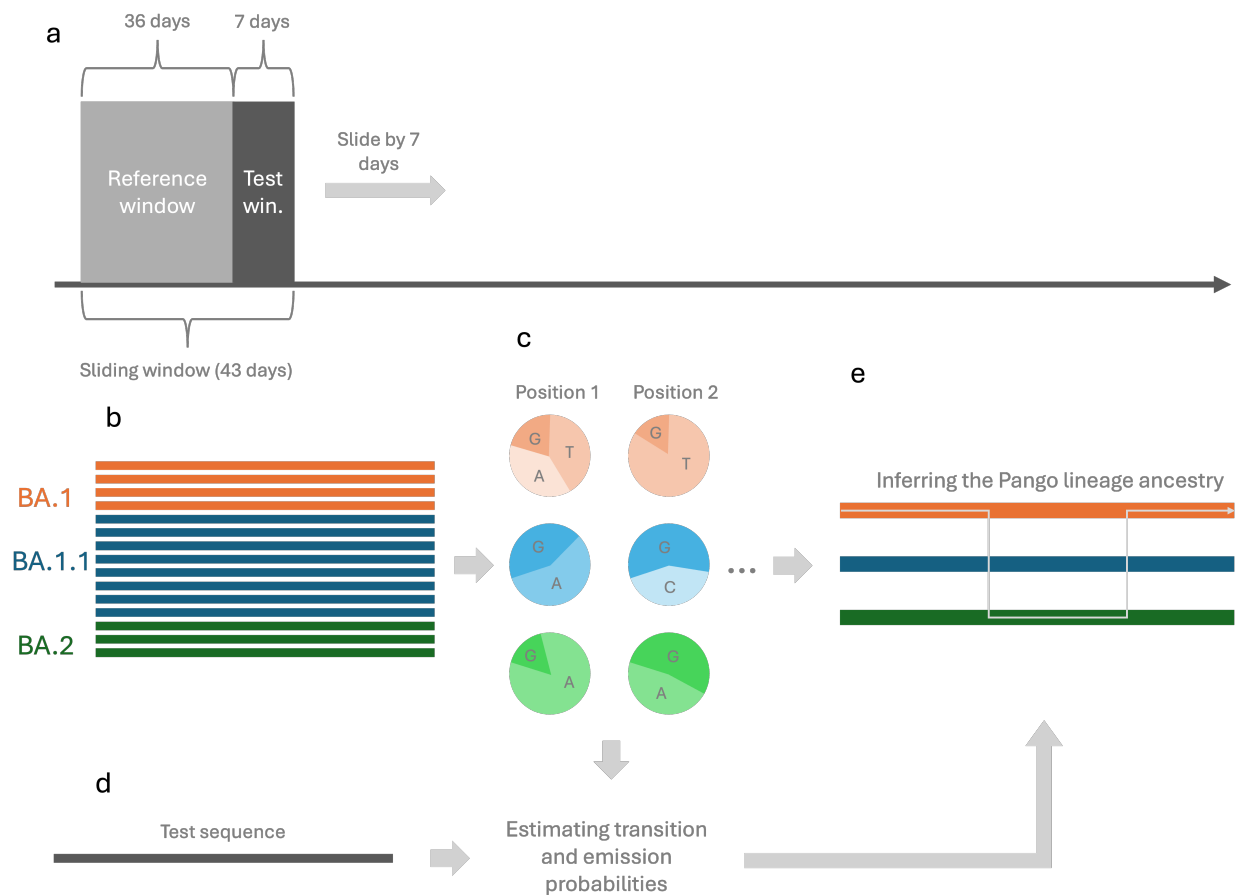 a
36 days
7 days
Reference
window
Test
win.
Slide by 7
days
Sliding window (43 days)
b
BA.1
BA.1.1
BA.2
c
Position 1
Position 2
G
T
A
G
T
G
A
G
C
G
A
G
A
...
d
Test sequence
Estimating transition
and emission
probabilities
e
Inferring the Pango lineage ancestry